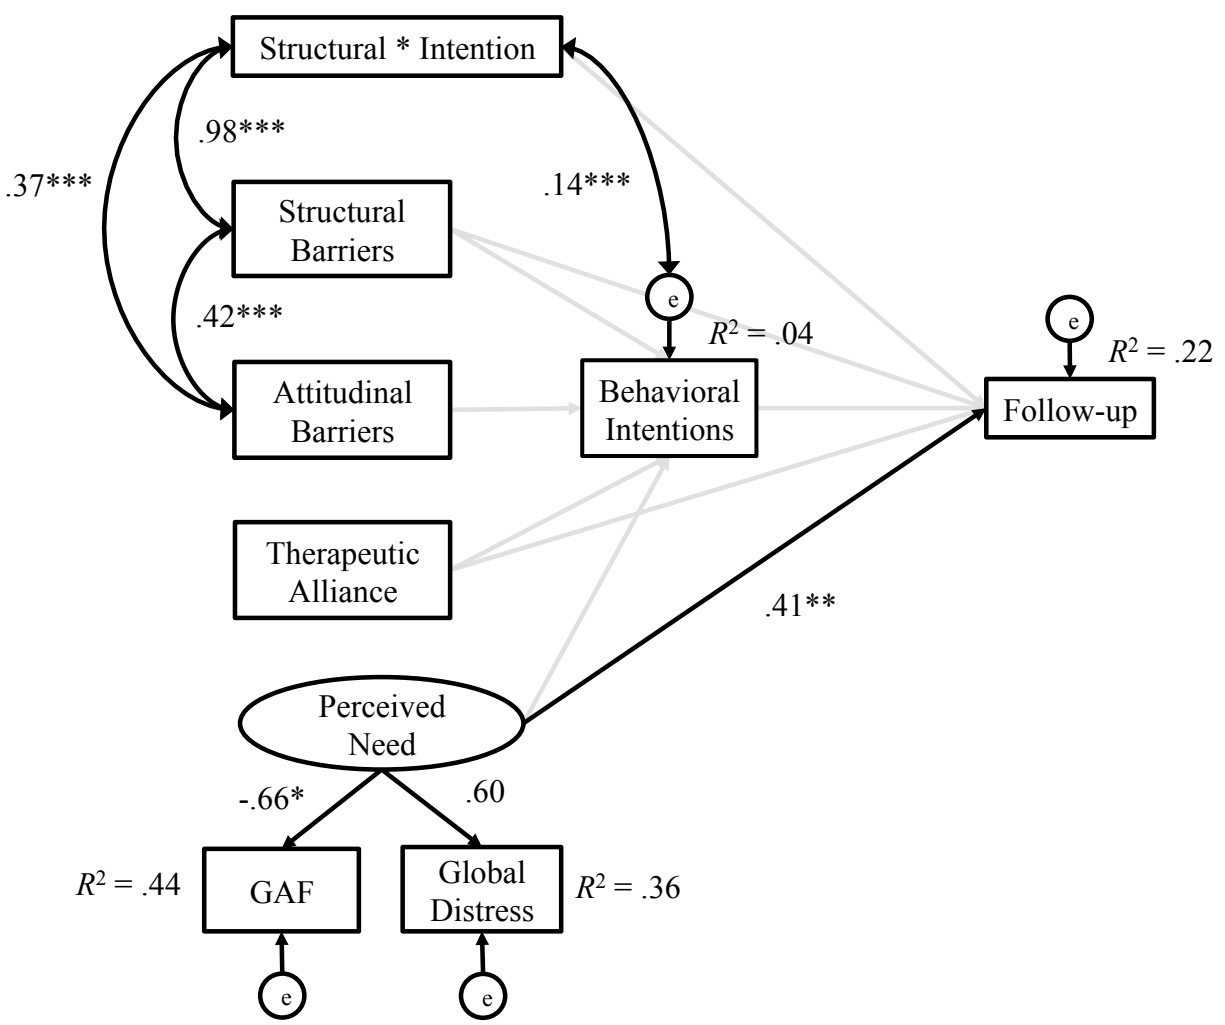 Structural * Intention
.98***
.37***
.14***
Structural
Barriers
.42***
e
R² = .04
e
R² = .22
Attitudinal
Barriers
Behavioral
Intentions
Follow-up
Therapeutic
Alliance
.41**
Perceived
Need
-.66*
.60
R² = .44
GAF
Global
Distress
R² = .36
e
e